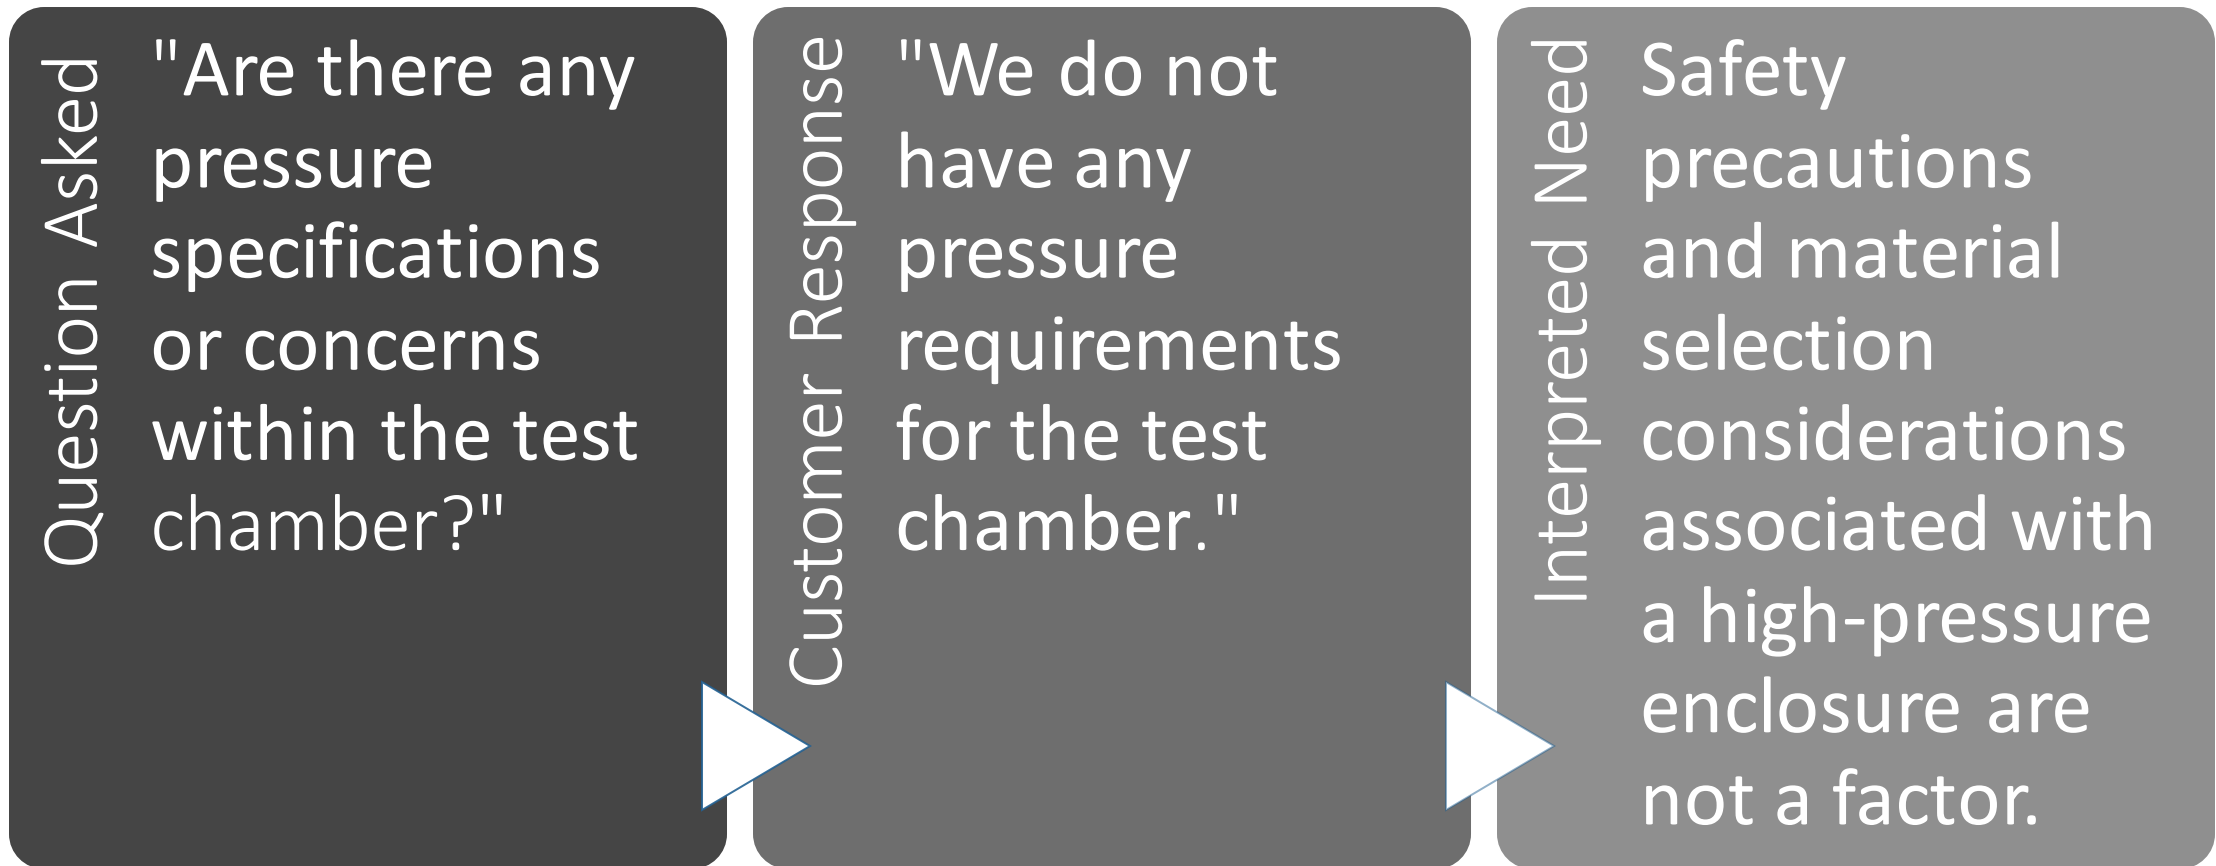 Question Asked
"Are there any
pressure
specifications
or concerns
within the test
chamber?"
Customer Response
"We do not
have any
pressure
requirements
for the test
chamber."
Interpreted Need
Safety
precautions
and material
selection
considerations
associated with
a high-pressure
enclosure are
not a factor.